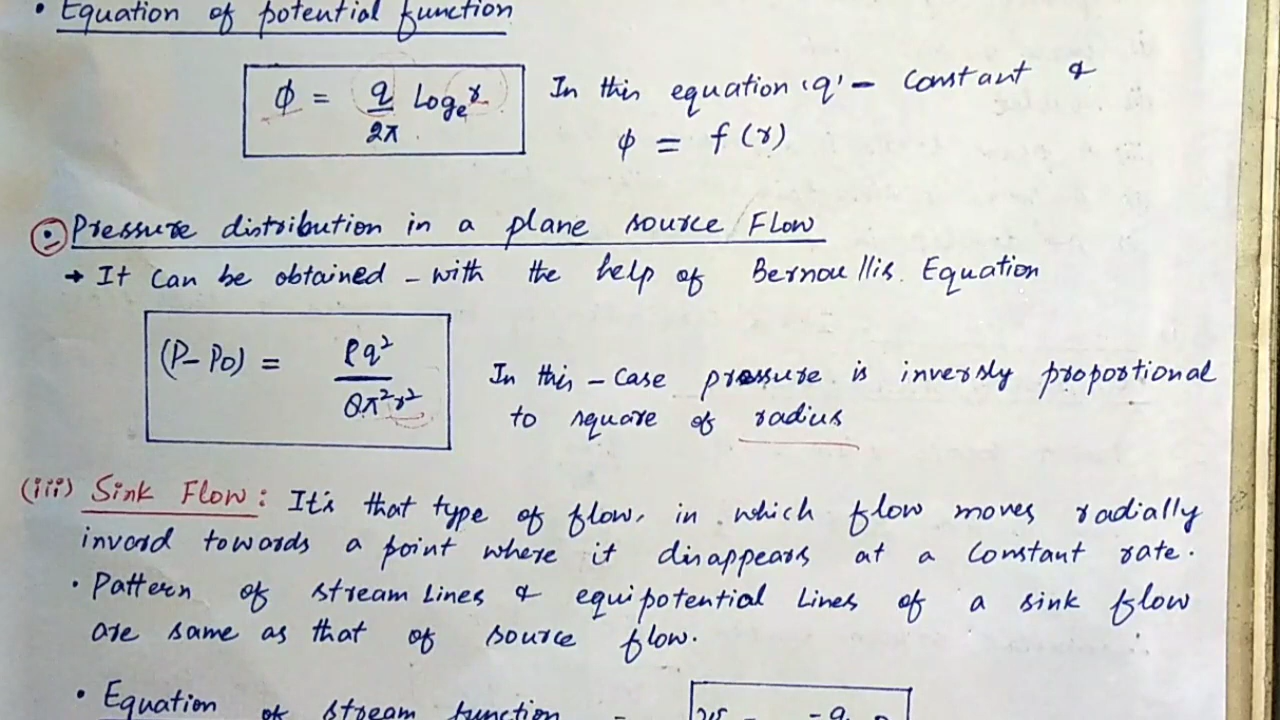 • Equation of potential function
ϕ = q/2π Logₑr In this equation 'q' - constant &
ϕ = f(r)
• Pressure distribution in a plane source Flow
→ It can be obtained - with the help of Bernoullis. Equation
(P- P0) = ρq²/8π²r² In this - case pressure is inversly proportional
to square of radius
(iii) Sink Flow: It's that type of flow, in which flow moves radially
inword towards a point where it disappears at a constant rate.
• Pattern of stream Lines & equipotential Lines of a sink flow
are same as that of source flow.
• Equation of stream function =